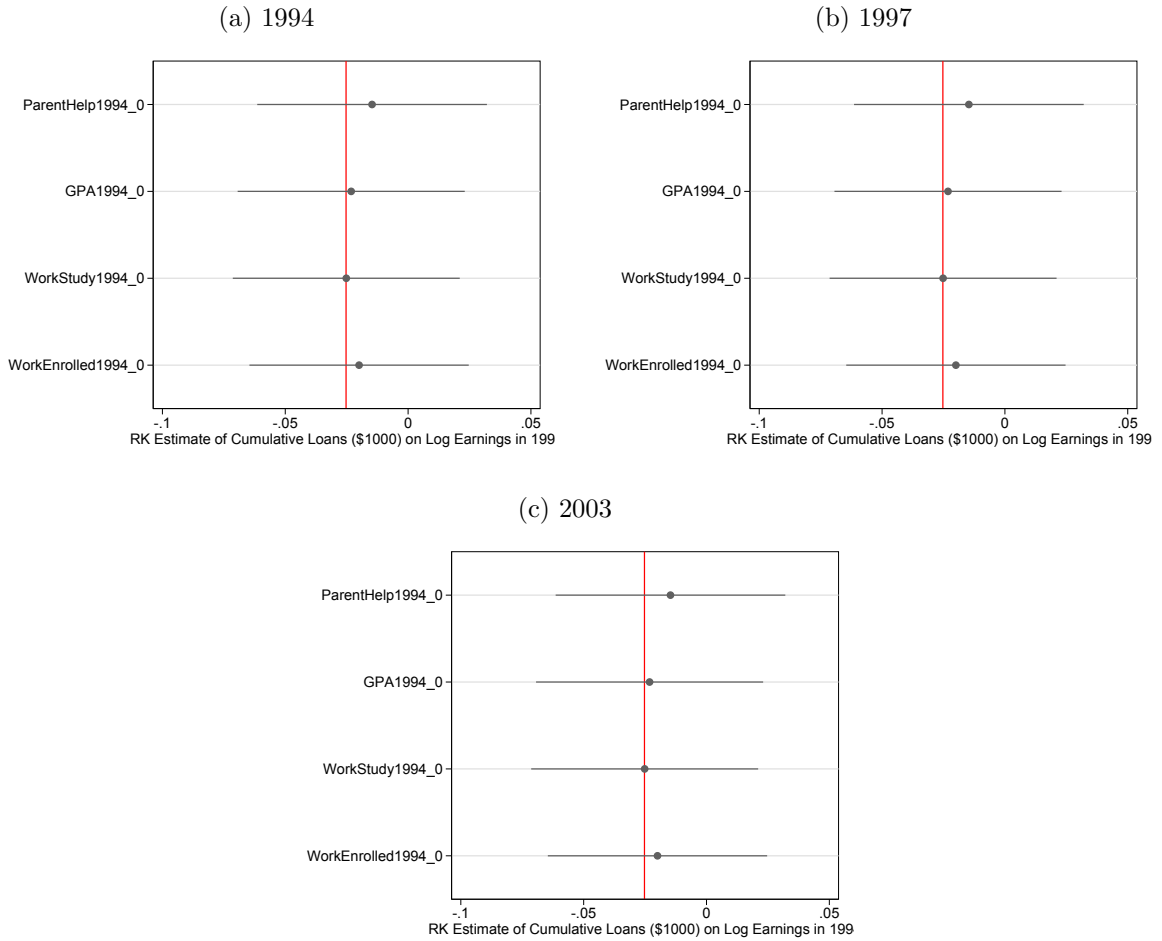 (a) 1994
ParentHelp1994_0
GPA1994_0
WorkStudy1994_0
WorkEnrolled1994_0
-.1 -.05 0 .05
RK Estimate of Cumulative Loans ($1000) on Log Earnings in 199
(b) 1997
ParentHelp1994_0
GPA1994_0
WorkStudy1994_0
WorkEnrolled1994_0
-.1 -.05 0 .05
RK Estimate of Cumulative Loans ($1000) on Log Earnings in 199
(c) 2003
ParentHelp1994_0
GPA1994_0
WorkStudy1994_0
WorkEnrolled1994_0
-.1 -.05 0 .05
RK Estimate of Cumulative Loans ($1000) on Log Earnings in 199